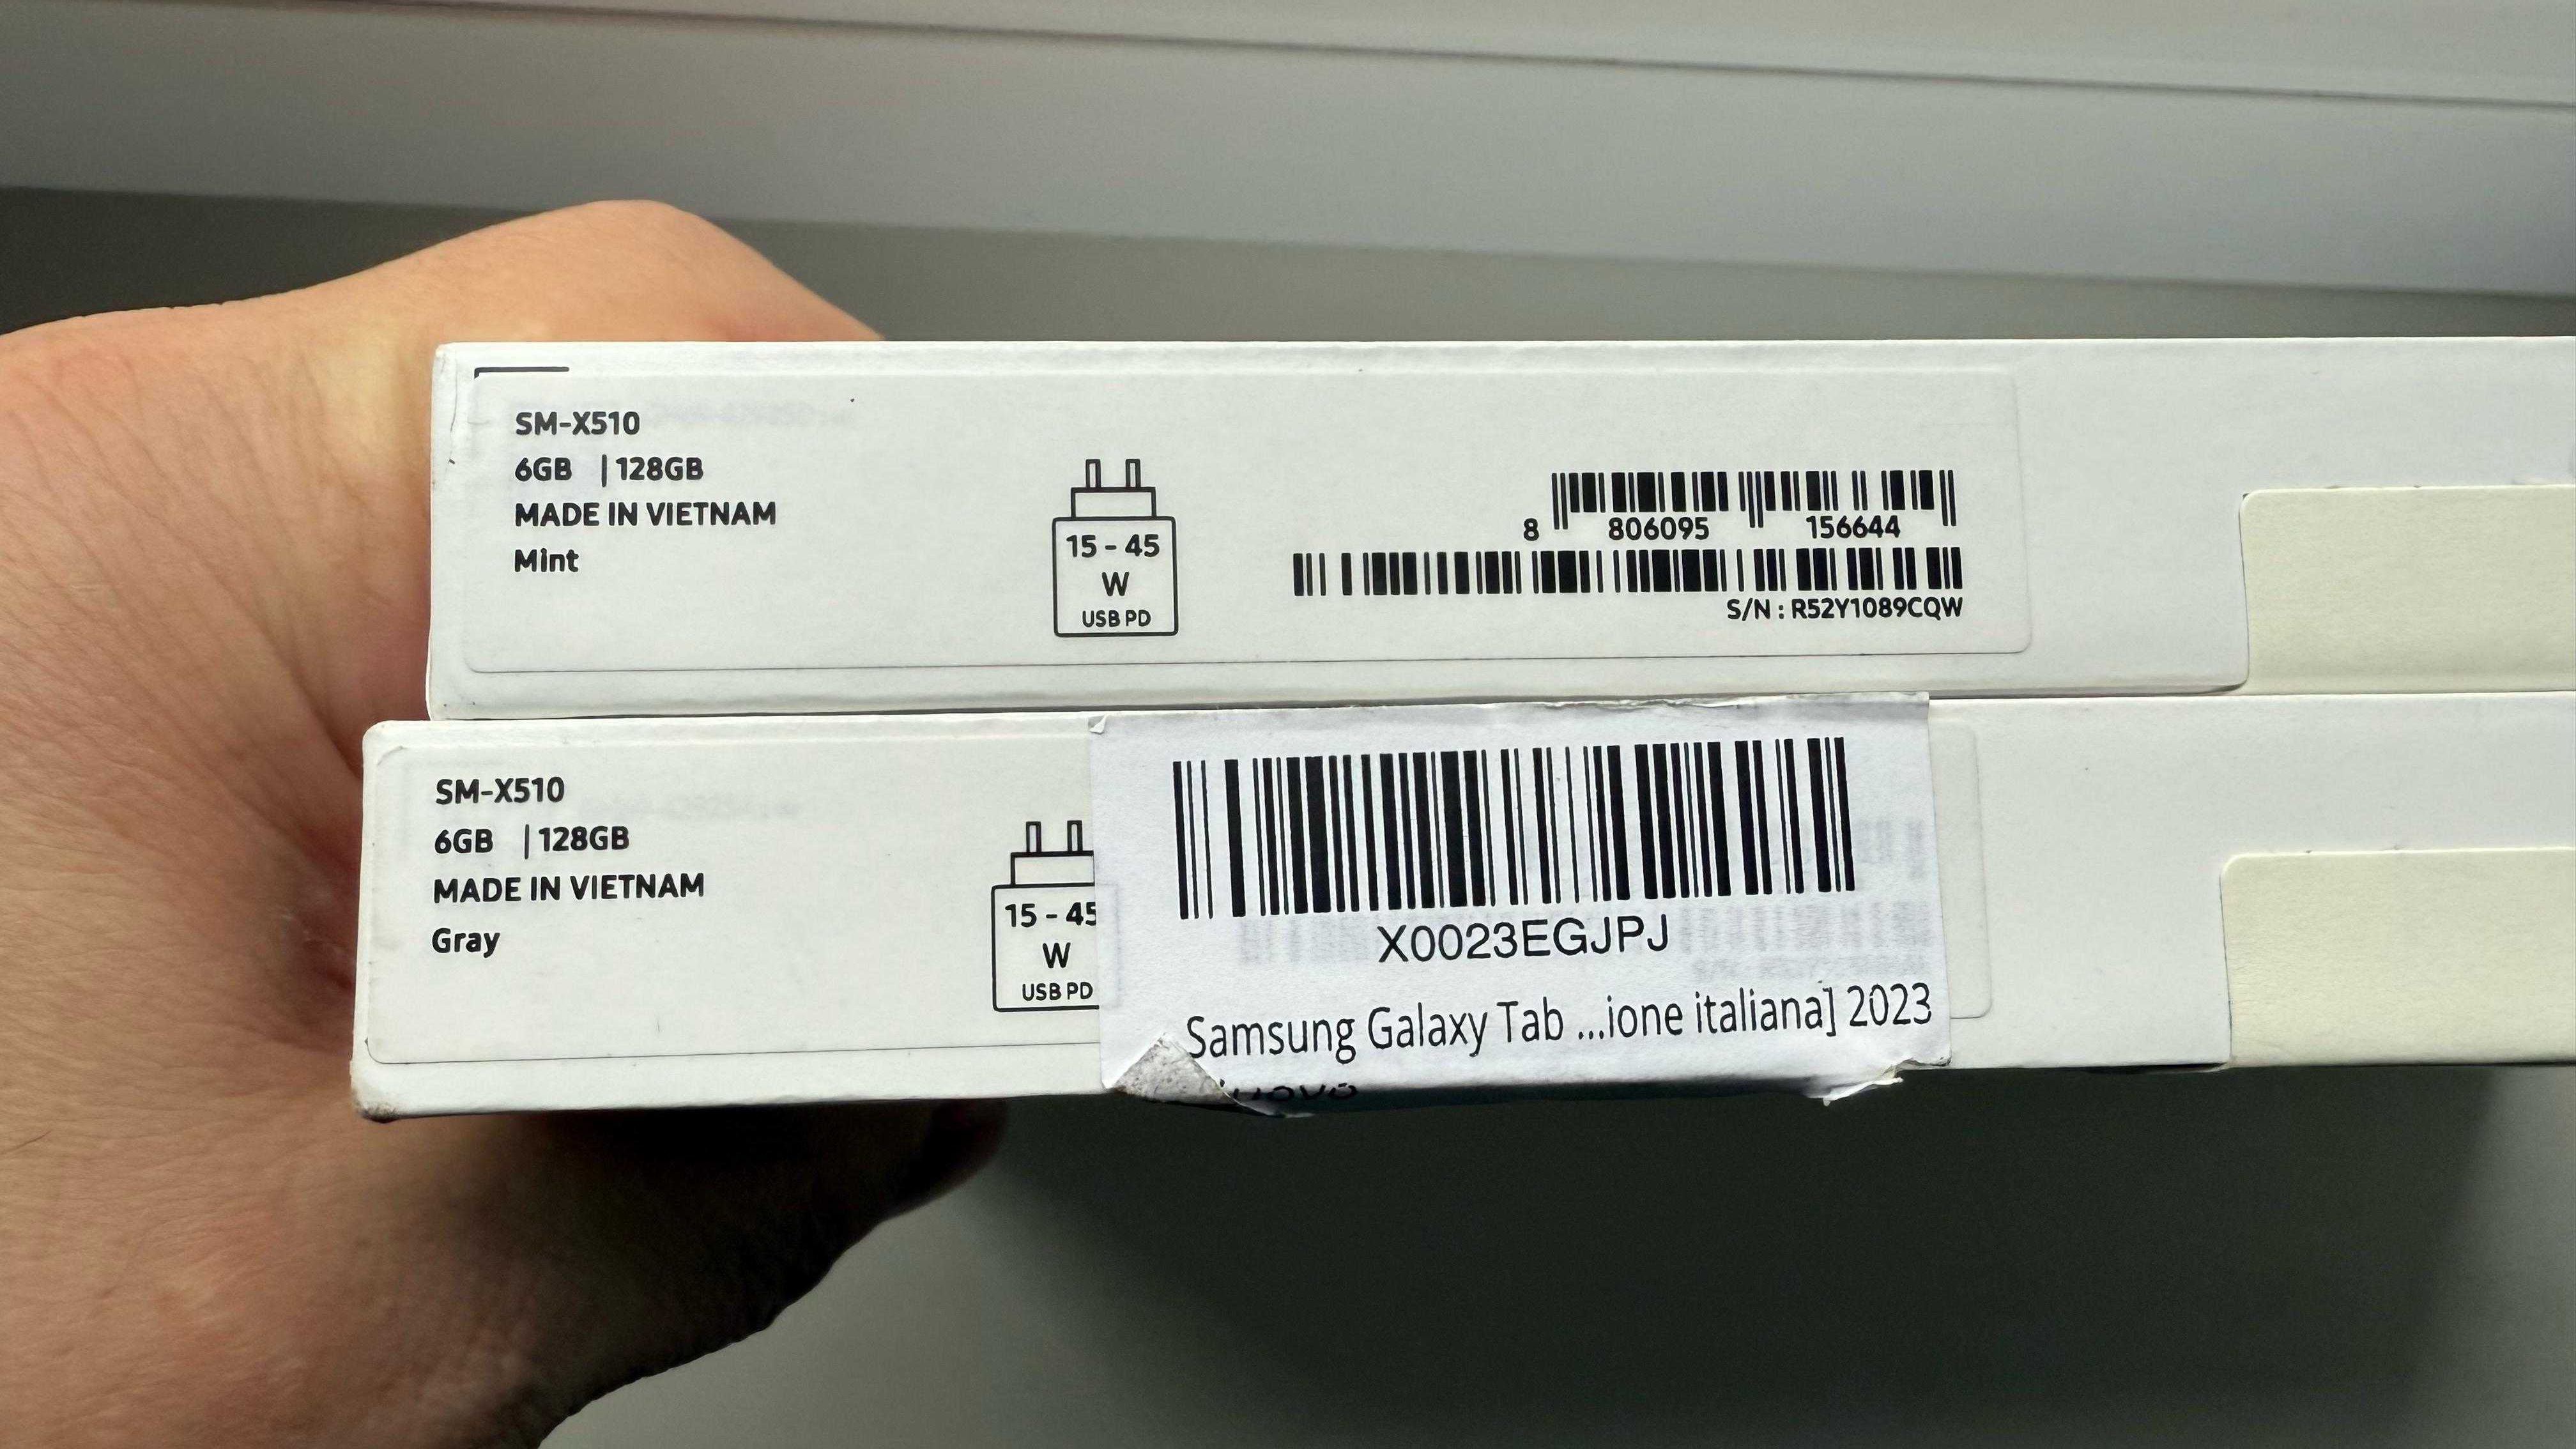 SM-X510
6GB | 128GB
MADE IN VIETNAM
Mint
15 - 45
W
USB PD
8 806095 156644
S/N : R52Y1089CQW
SM-X510
6GB | 128GB
MADE IN VIETNAM
Gray
15 - 45
W
USB PD
X0023EGJPJ
Samsung Galaxy Tab ...ione italiana] 2023